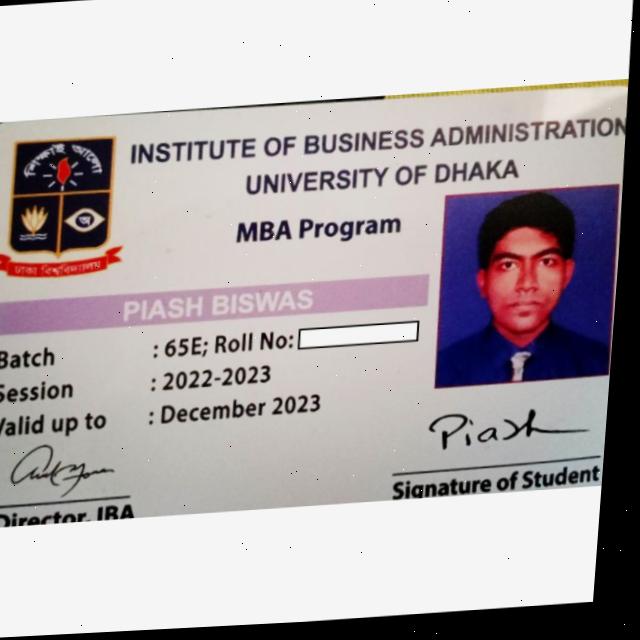 INSTITUTE OF BUSINESS ADMINISTRATION
UNIVERSITY OF DHAKA
MBA Program
শিক্ষাই আলো
ঢাকা বিশ্ববিদ্যালয়
PIASH BISWAS
Batch : 65E; Roll No:
Session : 2022-2023
Valid up to : December 2023
Piash
Director, IBA
Signature of Student